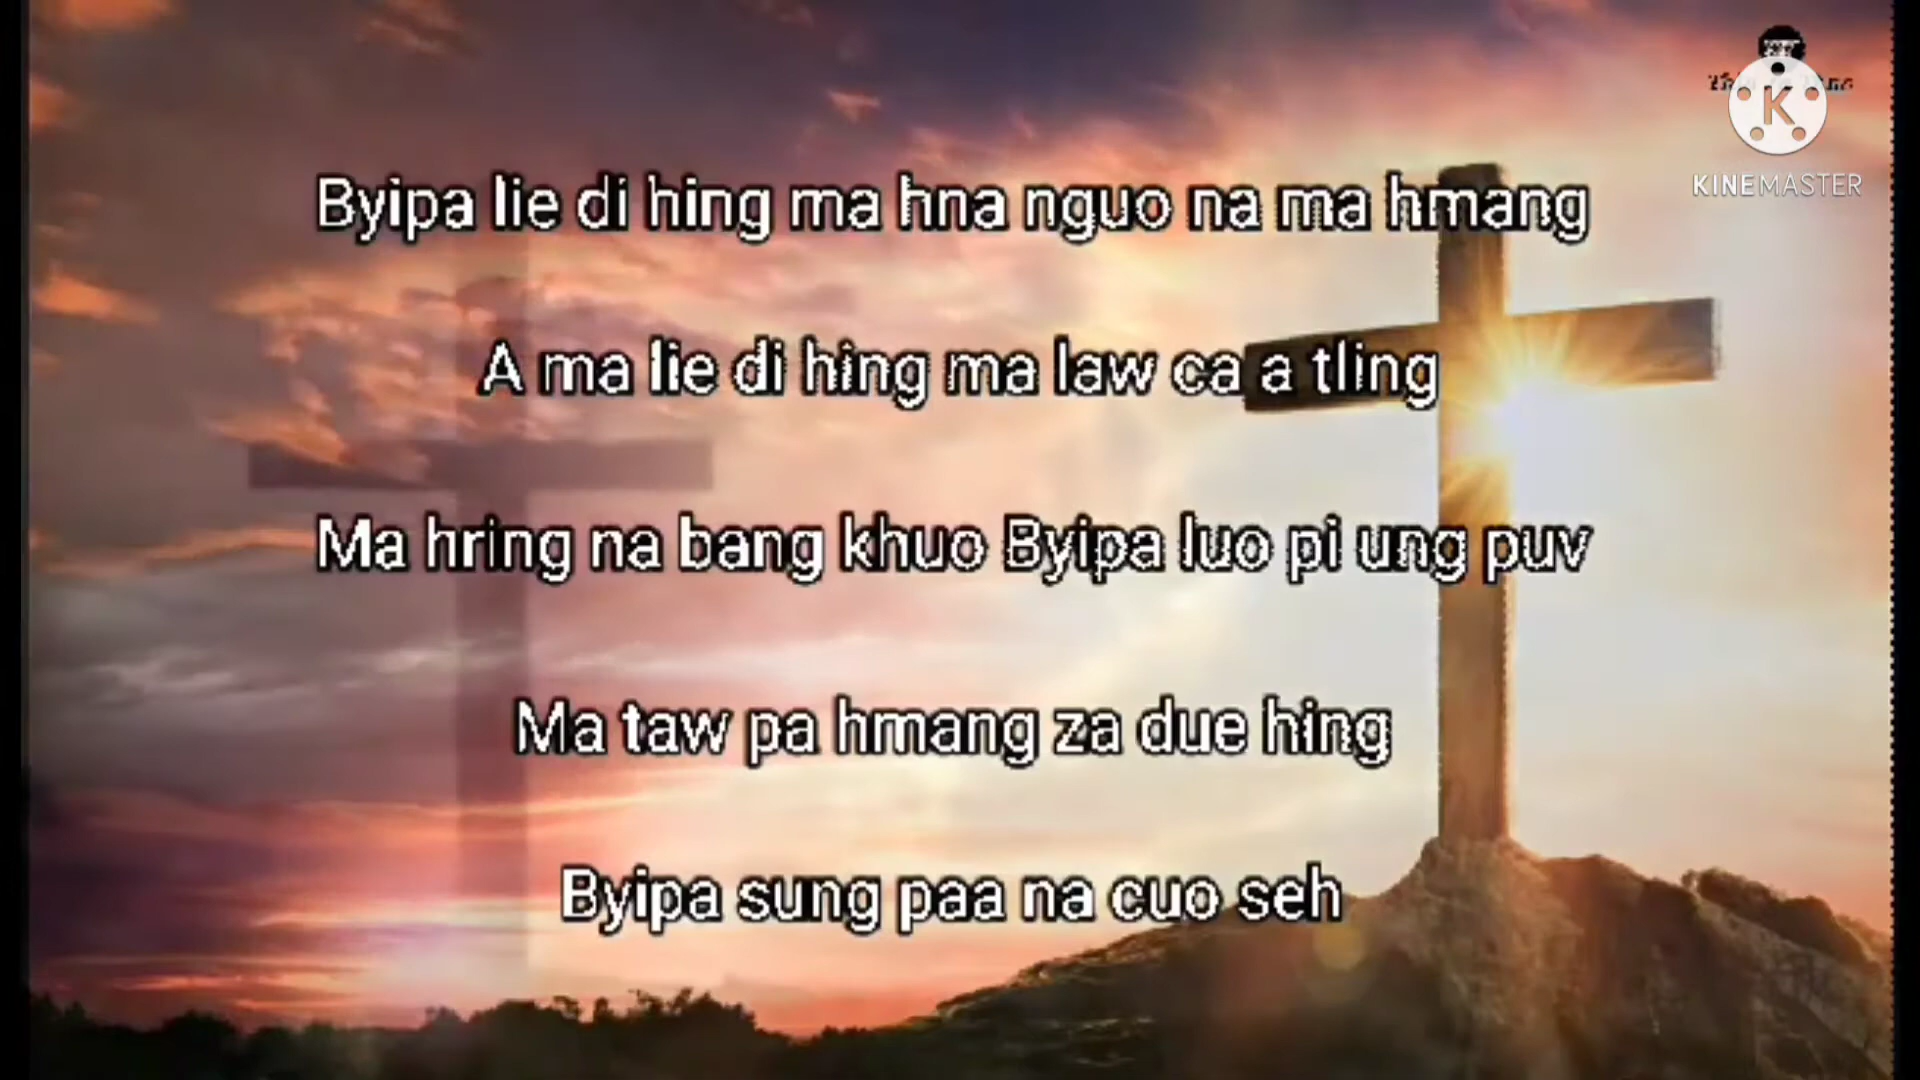 Byipa lie di hing ma hna nguo na ma hmang
A ma lie di hing ma law ca a tling
Ma hring na bang khuo Byipa luo pi ung puv
Ma taw pa hmang za due hing
Byipa sung paa na cuo seh
K
KINEMASTER